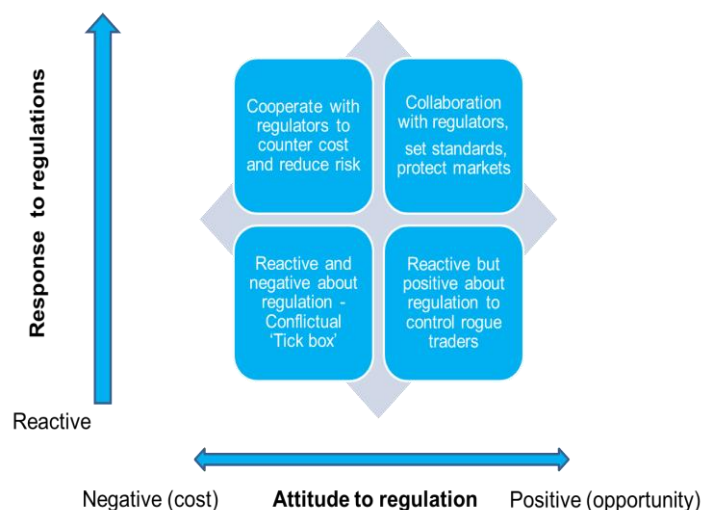 Response to regulations
Cooperate with
regulators to
counter cost
and reduce risk
Collaboration
with regulators,
set standards,
protect markets
Reactive and
negative about
regulation -
Conflictual
‘Tick box’
Reactive but
positive about
regulation to
control rogue
traders
Reactive
Negative (cost)
Attitude to regulation
Positive (opportunity)